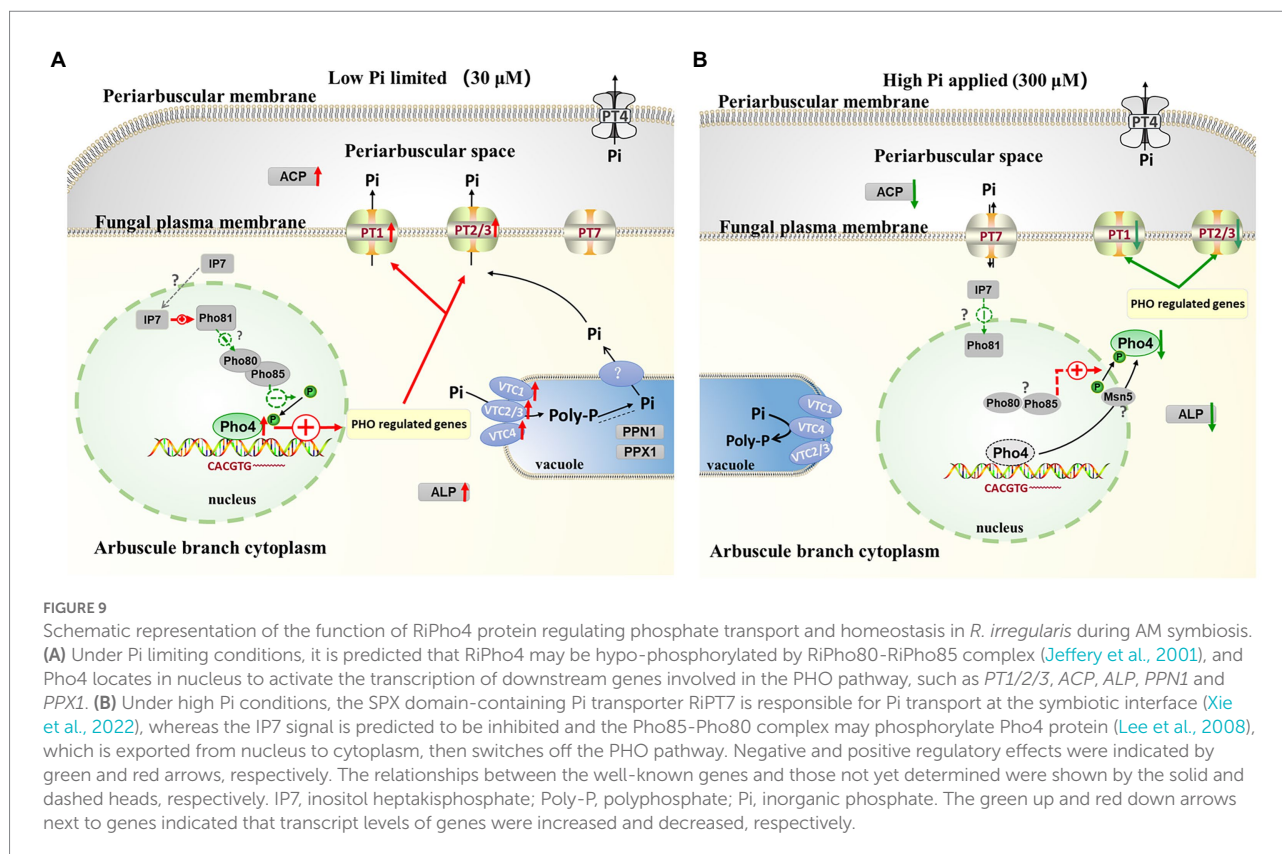 A
Low Pi limited (30 μM)
Periarbuscular membrane
PT4
Pi
Periarbuscular space
ACP
Pi
Pi
Fungal plasma membrane
PT1
PT2/3
PT7
IP7
?
IP7
Pho81
?
Pho80
Pho85
P
P
Pho4
CACGTG
nucleus
PHO regulated genes
Pi
?
Pi
VTC1
VTC2/3
VTC4
Poly-P
Pi
PPN1
PPX1
vacuole
ALP
Arbuscule branch cytoplasm
B
High Pi applied (300 μM)
Periarbuscular membrane
PT4
Pi
Periarbuscular space
ACP
Pi
Fungal plasma membrane
PT7
PT1
PT2/3
IP7
?
Pho81
PHO regulated genes
Pho4
P
P
?
Pho80
Pho85
Msn5
?
ALP
Pi
Poly-P
VTC1
VTC4
VTC2/3
vacuole
Pho4
CACGTG
nucleus
Arbuscule branch cytoplasm
FIGURE 9
Schematic representation of the function of RiPho4 protein regulating phosphate transport and homeostasis in R. irregularis during AM symbiosis.
(A) Under Pi limiting conditions, it is predicted that RiPho4 may be hypo-phosphorylated by RiPho80-RiPho85 complex (Jeffery et al., 2001), and
Pho4 locates in nucleus to activate the transcription of downstream genes involved in the PHO pathway, such as PT1/2/3, ACP, ALP, PPN1 and
PPX1. (B) Under high Pi conditions, the SPX domain-containing Pi transporter RiPT7 is responsible for Pi transport at the symbiotic interface (Xie
et al., 2022), whereas the IP7 signal is predicted to be inhibited and the Pho85-Pho80 complex may phosphorylate Pho4 protein (Lee et al., 2008),
which is exported from nucleus to cytoplasm, then switches off the PHO pathway. Negative and positive regulatory effects were indicated by
green and red arrows, respectively. The relationships between the well-known genes and those not yet determined were shown by the solid and
dashed heads, respectively. IP7, inositol heptakisphosphate; Poly-P, polyphosphate; Pi, inorganic phosphate. The green up and red down arrows
next to genes indicated that transcript levels of genes were increased and decreased, respectively.